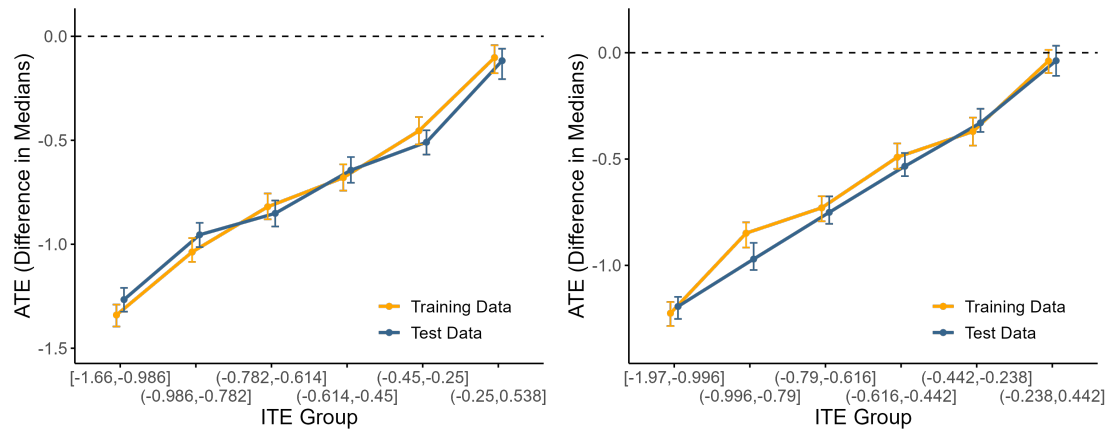 ATE (Difference in Medians)
0.0
-0.5
-1.0
-1.5
Training Data
Test Data
[-1.66,-0.986]
(-0.782,-0.614]
(-0.45,-0.25]
(-0.986,-0.782]
(-0.614,-0.45]
(-0.25,0.538]
ITE Group
ATE (Difference in Medians)
0.0
-0.5
-1.0
Training Data
Test Data
[-1.97,-0.996]
(-0.79,-0.616]
(-0.442,-0.238]
(-0.996,-0.79]
(-0.616,-0.442]
(-0.238,0.442]
ITE Group